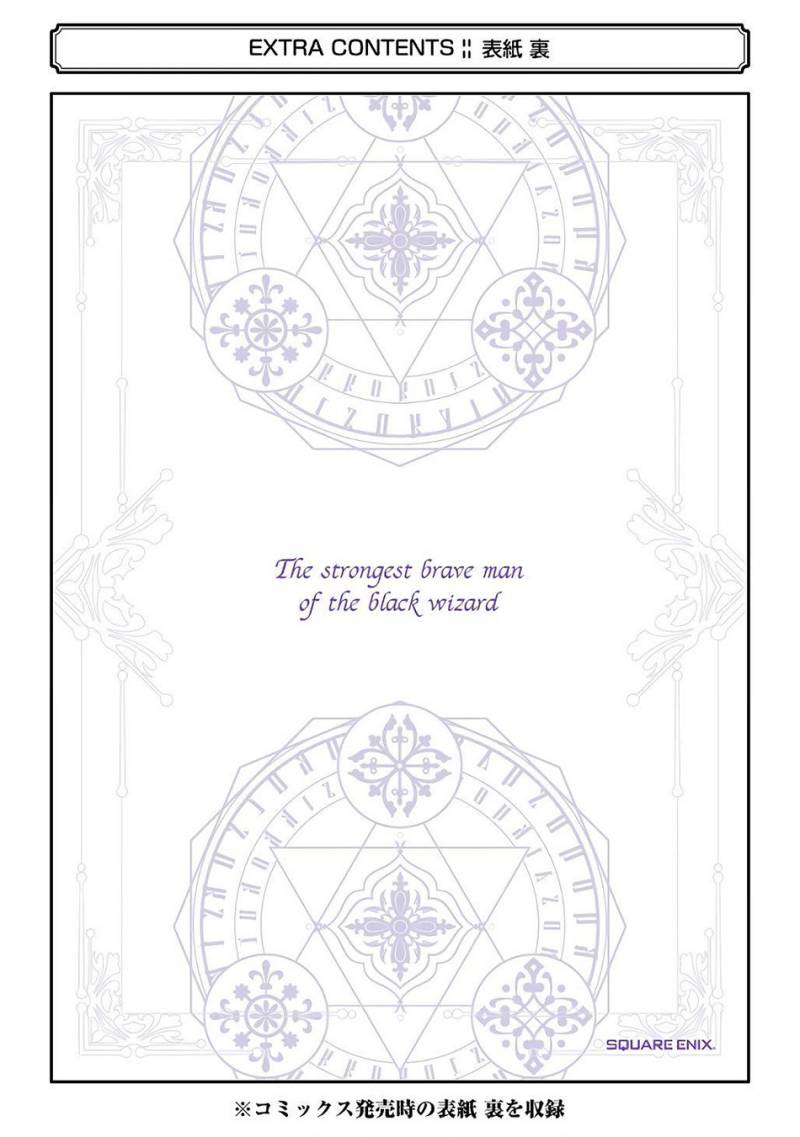 EXTRA CONTENTS ¦¦ 表紙 裏
The strongest brave man
of the black wizard
SQUARE ENIX.
※コミックス発売時の表紙 裏を収録